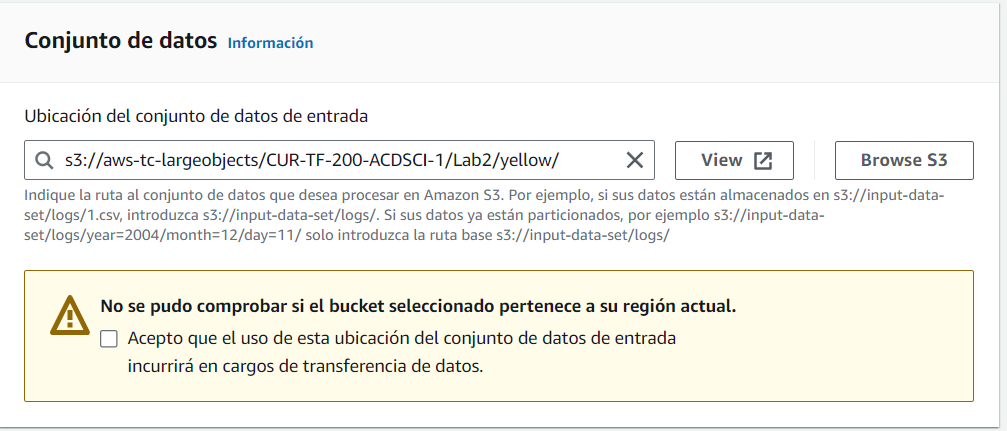 Conjunto de datos Información
Ubicación del conjunto de datos de entrada
s3://aws-tc-largeobjects/CUR-TF-200-ACDSCI-1/Lab2/yellow/
View
Browse S3
Indique la ruta al conjunto de datos que desea procesar en Amazon S3. Por ejemplo, si sus datos están almacenados en s3://input-data-
set/logs/1.csv, introduzca s3://input-data-set/logs/. Si sus datos ya están particionados, por ejemplo s3://input-data-
set/logs/year=2004/month=12/day=11/ solo introduzca la ruta base s3://input-data-set/logs/
No se pudo comprobar si el bucket seleccionado pertenece a su región actual.
Acepto que el uso de esta ubicación del conjunto de datos de entrada
incurrirá en cargos de transferencia de datos.